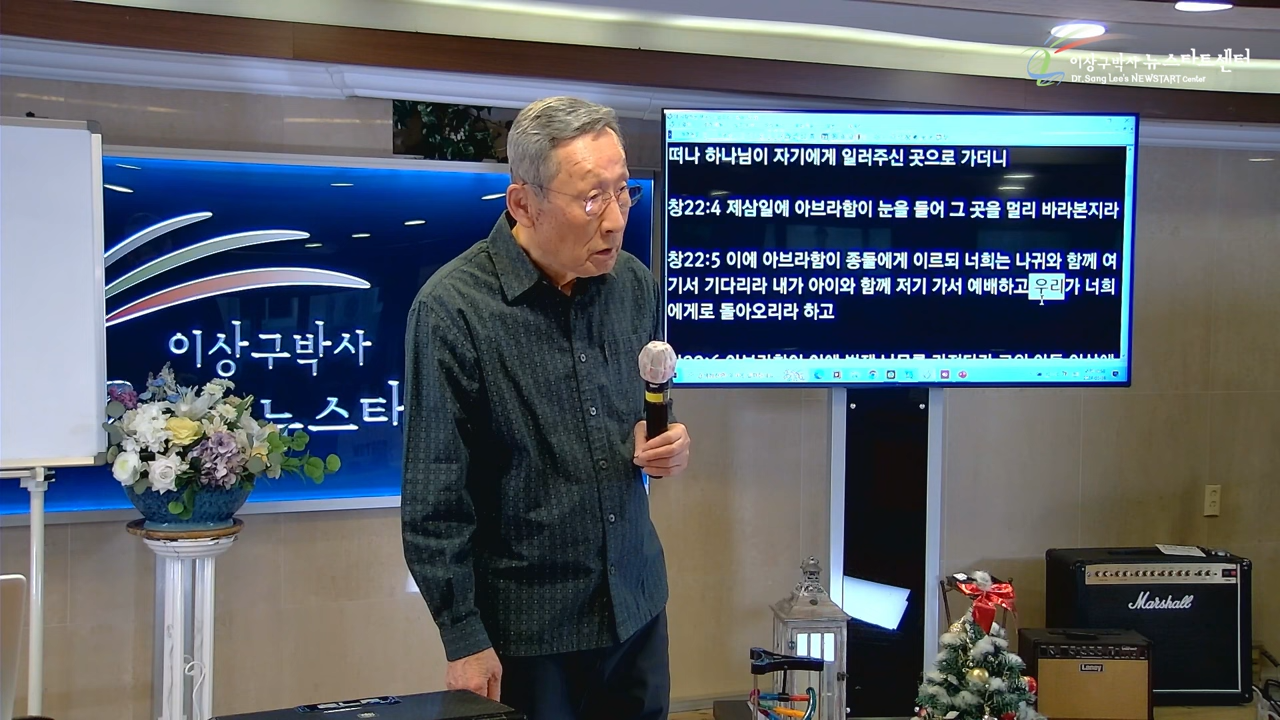 이상구박사 뉴스타트센터
Dr. Sang Lee's NEWSTART Center
떠나 하나님이 자기에게 일러주신 곳으로 가더니
창22:4 제삼일에 아브라함이 눈을 들어 그 곳을 멀리 바라본지라
창22:5 이에 아브라함이 종들에게 이르되 너희는 나귀와 함께 여
기서 기다리라 내가 아이와 함께 저기 가서 예배하고 우리가 너희
에게로 돌아오리라 하고
이상구박사
뉴스타
Marshall
Laney